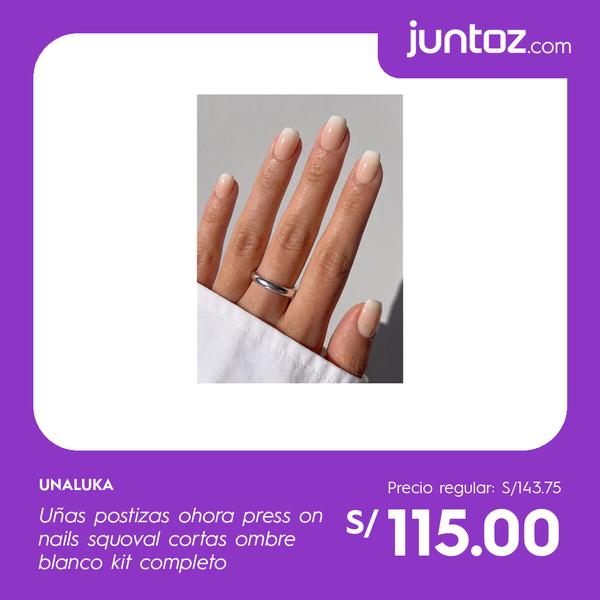 juntoz.com
UNALUKA
Uñas postizas ohora press on
nails squoval cortas ombre
blanco kit completo
Precio regular: S/143.75
S/115.00